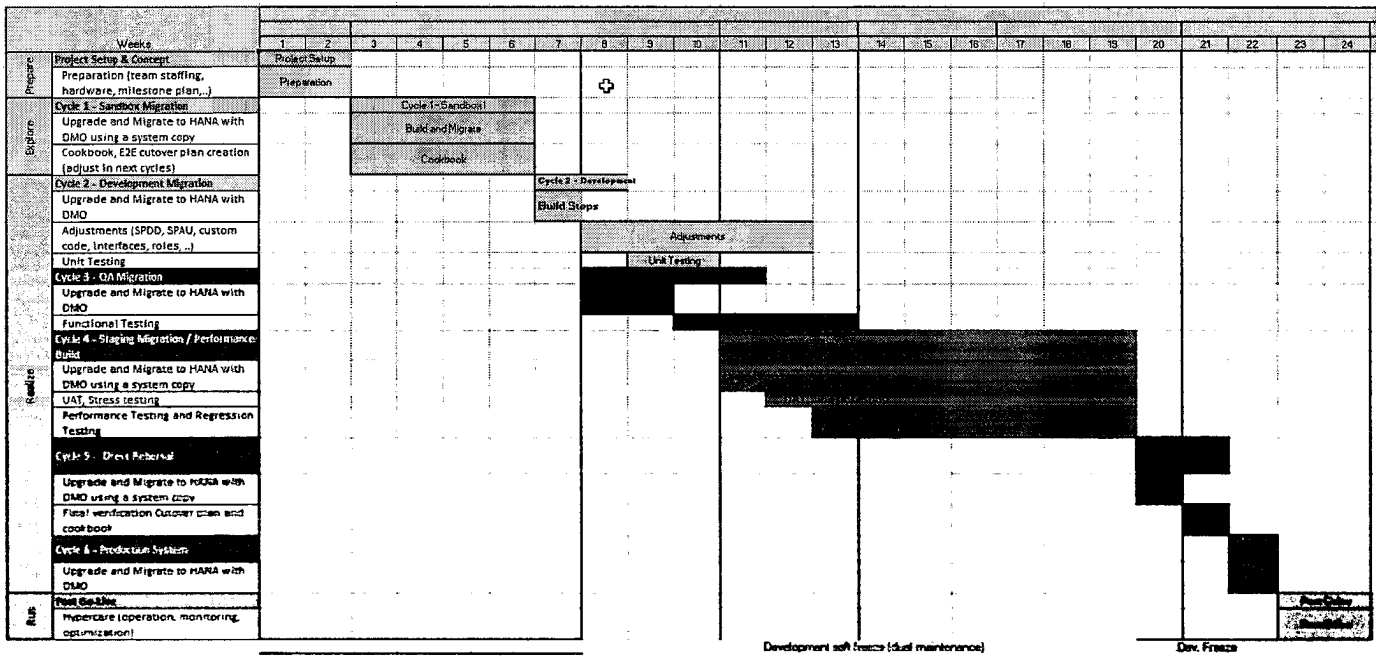 Weeks
1 2 3 4 5 6 7 8 9 10 11 12 13 14 15 16 17 18 19 20 21 22 23 24
Prepare
Project Setup & Concept
Project Setup
Preparation (team staffing,
hardware, milestone plan,..)
Preparation
Explore
Cycle 1 - Sandbox Migration
Cycle 1 - Sandbox1
Upgrade and Migrate to HANA with
DMO using a system copy
Build and Migrate
Cookbook, E2E cutover plan creation
(adjust in next cycles)
Cookbook
Realize
Cycle 2 - Development Migration
Cycle 2 - Development
Upgrade and Migrate to HANA with
DMO
Build Steps
Adjustments (SPDD, SPAU, custom
code, interfaces, roles, ..)
Adjustments
Unit Testing
Unit Testing
Cycle 3 - QA Migration
Upgrade and Migrate to HANA with
DMO
Functional Testing
Cycle 4 - Staging Migration / Performance
Build
Upgrade and Migrate to HANA with
DMO using a system copy
UAT, Stress testing
Performance Testing and Regression
Testing
Cycle 5 - Dress Rehersal
Upgrade and Migrate to HANA with
DMO using a system copy
Final verification Cutover plan and
cookbook
Cycle 6 - Production System
Upgrade and Migrate to HANA with
DMO
Run
Post Go-Live
Hypercare (operation, monitoring,
optimization)
Development soft freeze (dual maintenance)
Dev. Freeze